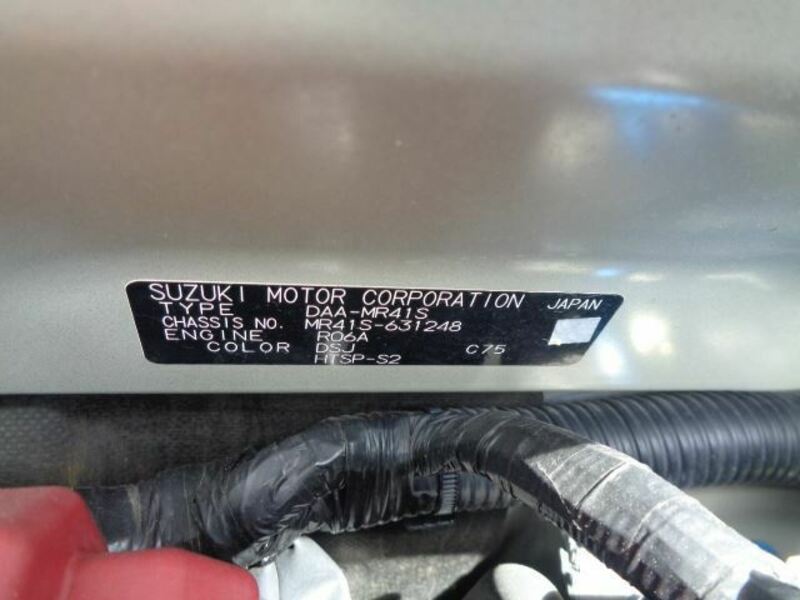 SUZUKI MOTOR CORPORATION JAPAN
TYPE DAA-MR41S
CHASSIS NO. MR41S-631248
ENGINE R06A
COLOR DSJ C75
HTSP-S2